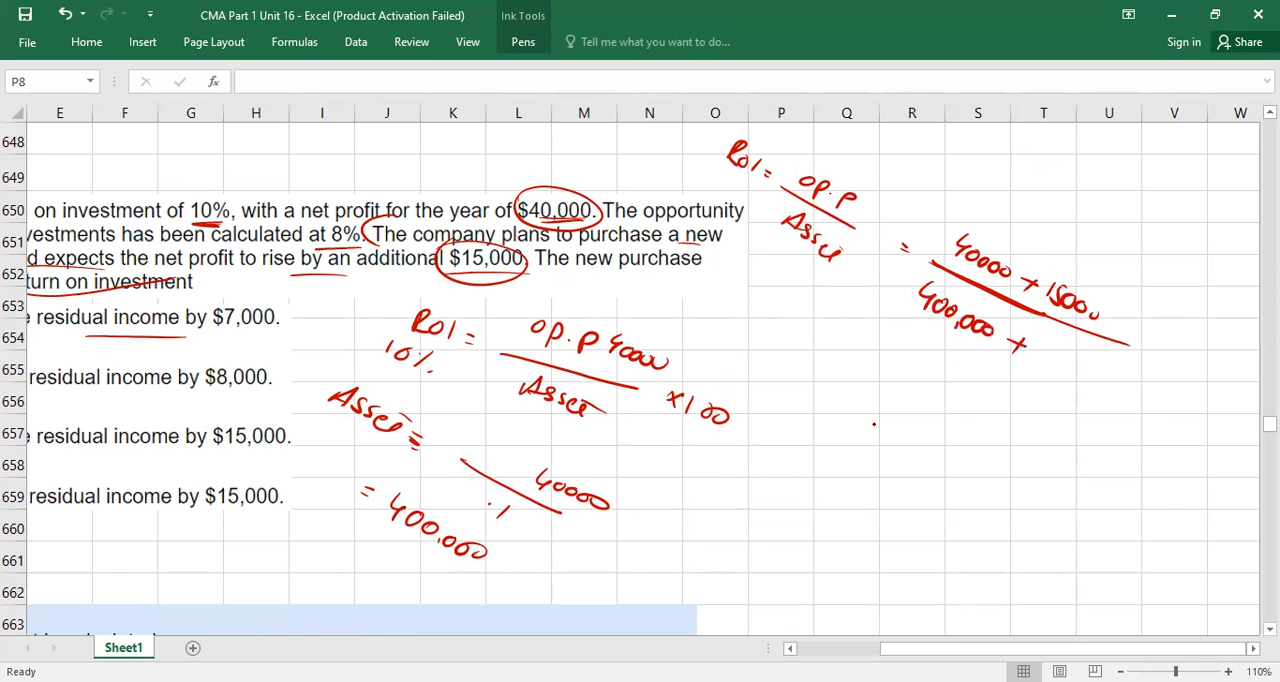 CMA Part 1 Unit 16 - Excel (Product Activation Failed)
Ink Tools
File Home Insert Page Layout Formulas Data Review View Pens Tell me what you want to do... Sign in Share
P8
fx
E F G H I J K L M N O P Q R S T U V W
648
649
650 on investment of 10%, with a net profit for the year of $40,000. The opportunity
651 vestments has been calculated at 8%. The company plans to purchase a new
652 d expects the net profit to rise by an additional $15,000. The new purchase
turn on investment
653 e residual income by $7,000.
654
655 residual income by $8,000.
656
657 e residual income by $15,000.
658
659 residual income by $15,000.
660
661
662
663
ROI = OP.P
Asset
= 40000 + 15000
400,000 +
ROI = OP.P 40000
10%
Asset × 100
Asset = 40000
.1
= 400,000
Sheet1
Ready
110%